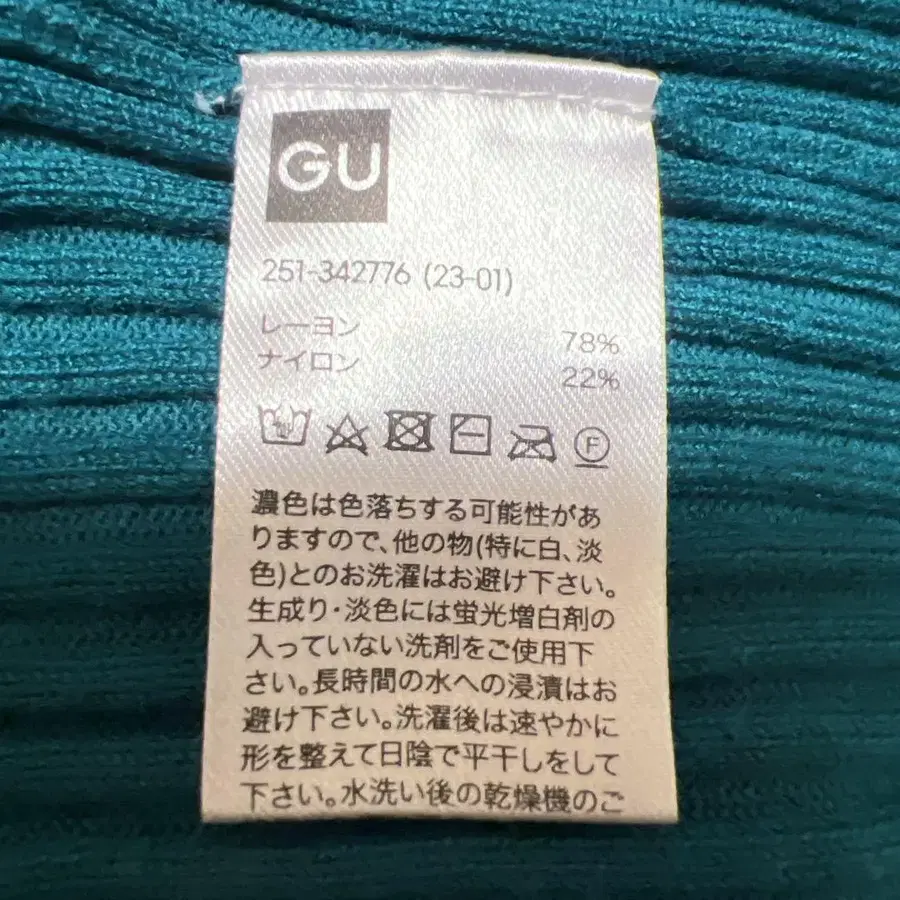 GU
251-342776 (23-01)
レーヨン 78%
ナイロン 22%
F
濃色は色落ちする可能性があ
りますので、他の物(特に白、淡
色)とのお洗濯はお避け下さい。
生成り・淡色には蛍光増白剤の
入っていない洗剤をご使用下
さい。長時間の水への浸漬はお
避け下さい。洗濯後は速やかに
形を整えて日陰で平干しをして
下さい。水洗い後の乾燥機のご